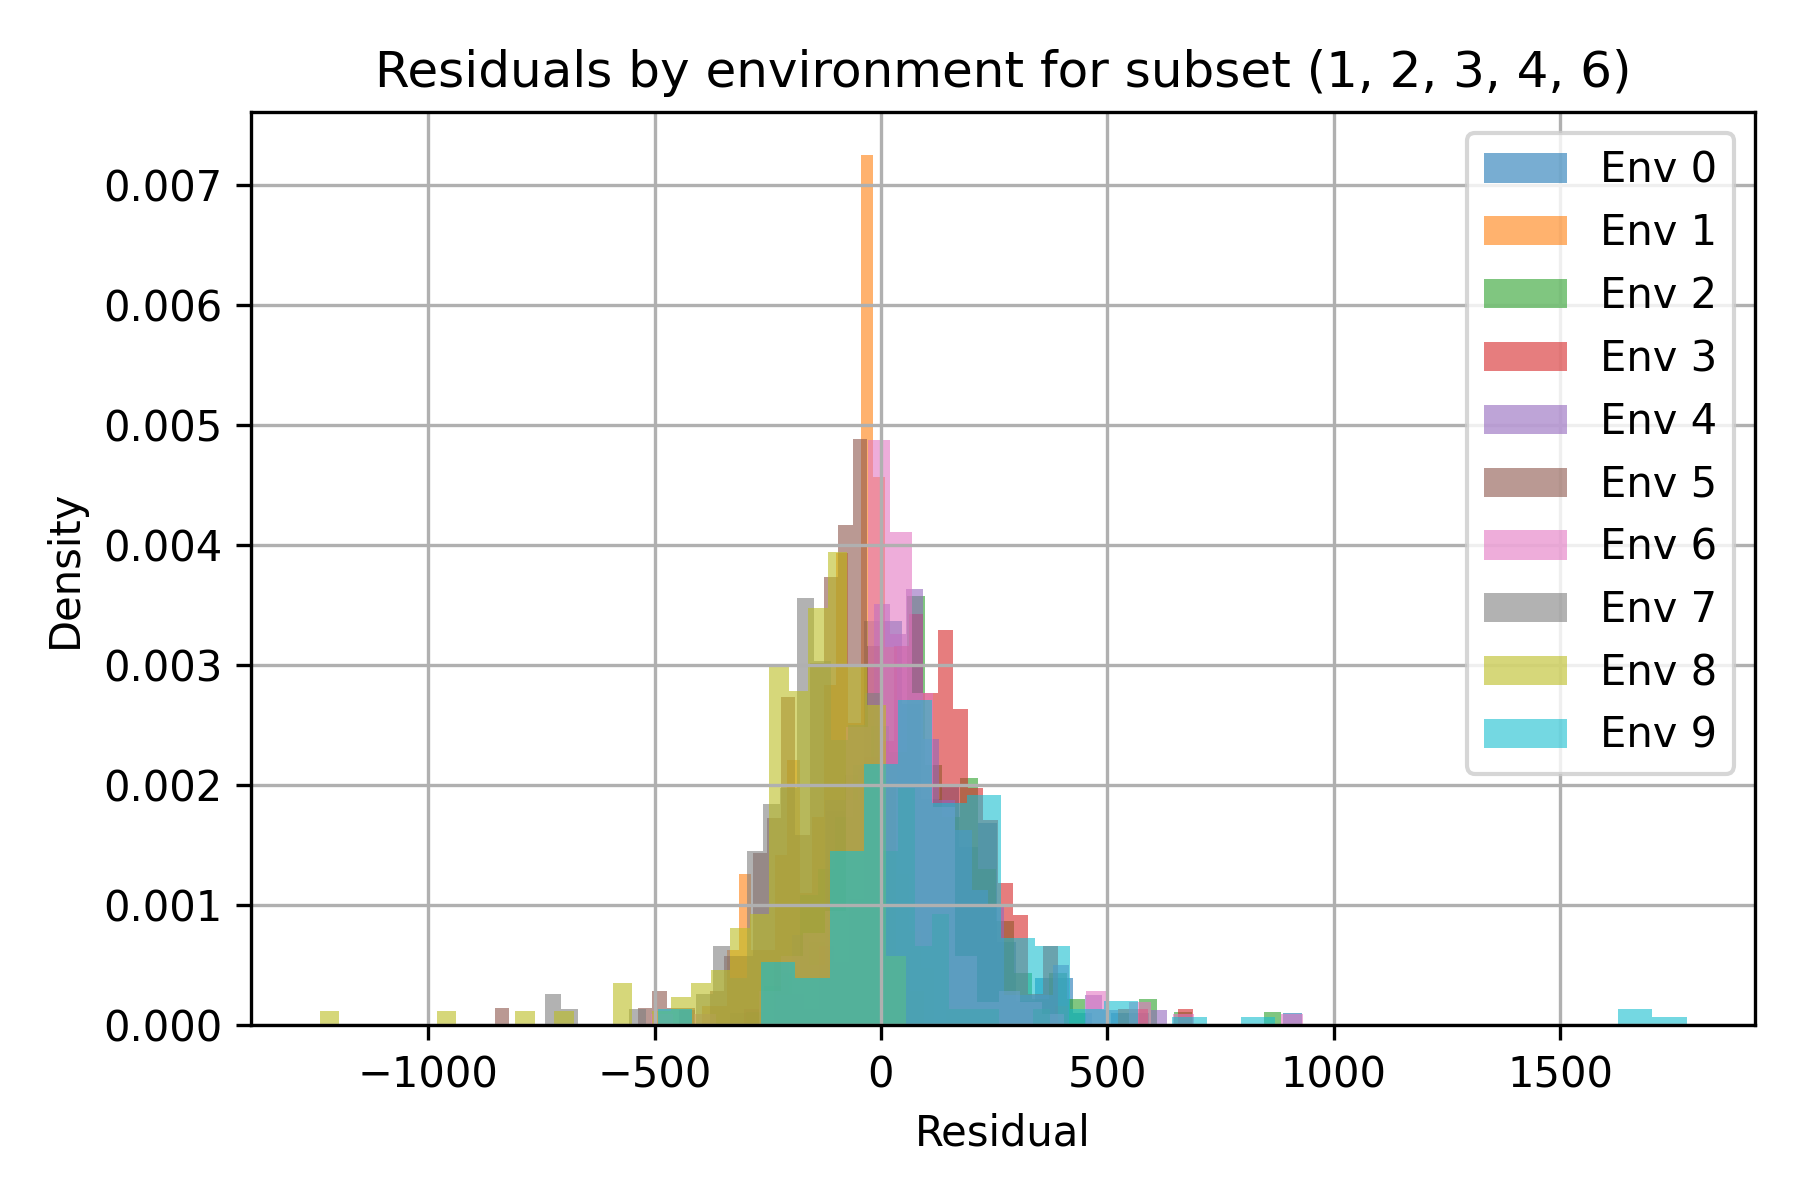 Residuals by environment for subset (1, 2, 3, 4, 6)
0.007
0.006
0.005
0.004
0.003
0.002
0.001
0.000
Density
−1000
−500
0
500
1000
1500
Residual
Env 0
Env 1
Env 2
Env 3
Env 4
Env 5
Env 6
Env 7
Env 8
Env 9